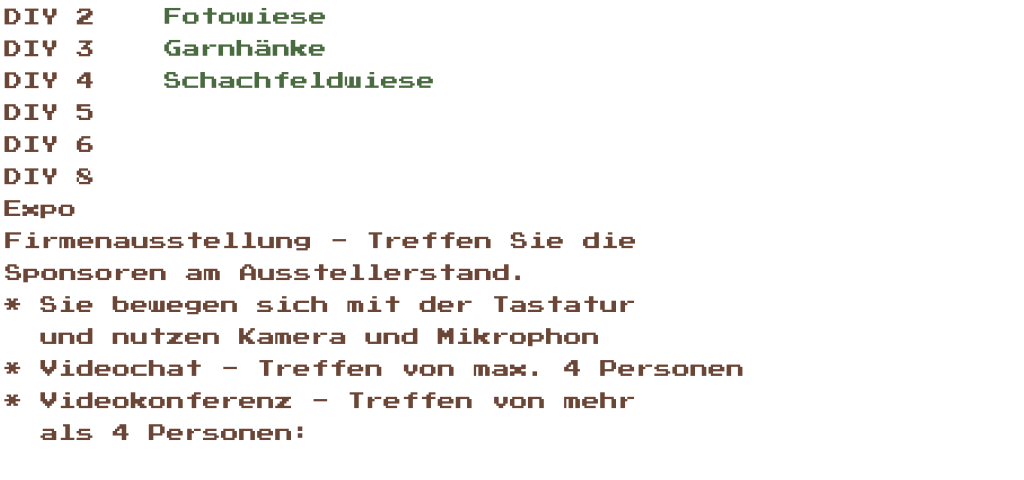 DIY 2 Fotowiese
DIY 3 Garnhänke
DIY 4 Schachfeldwiese
DIY 5
DIY 6
DIY 8
Expo
Firmenausstellung - Treffen Sie die
Sponsoren am Ausstellerstand.
* Sie bewegen sich mit der Tastatur
und nutzen Kamera und Mikrophon
* Videochat - Treffen von max. 4 Personen
* Videokonferenz - Treffen von mehr
als 4 Personen: